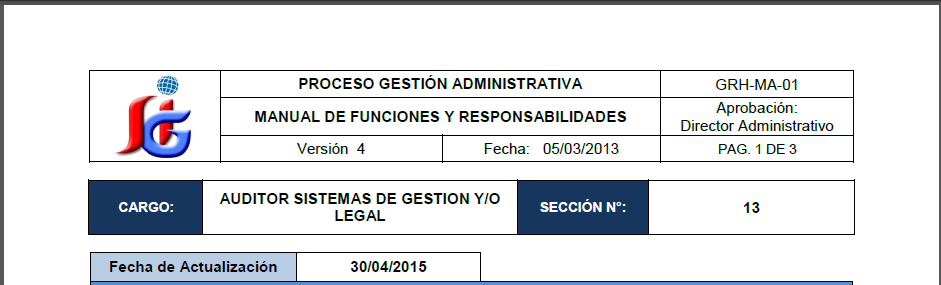 PROCESO GESTIÓN ADMINISTRATIVA
GRH-MA-01
MANUAL DE FUNCIONES Y RESPONSABILIDADES
Aprobación:
Director Administrativo
Versión 4
Fecha: 05/03/2013
PAG. 1 DE 3
CARGO:
AUDITOR SISTEMAS DE GESTION Y/O
LEGAL
SECCIÓN N°:
13
Fecha de Actualización
30/04/2015